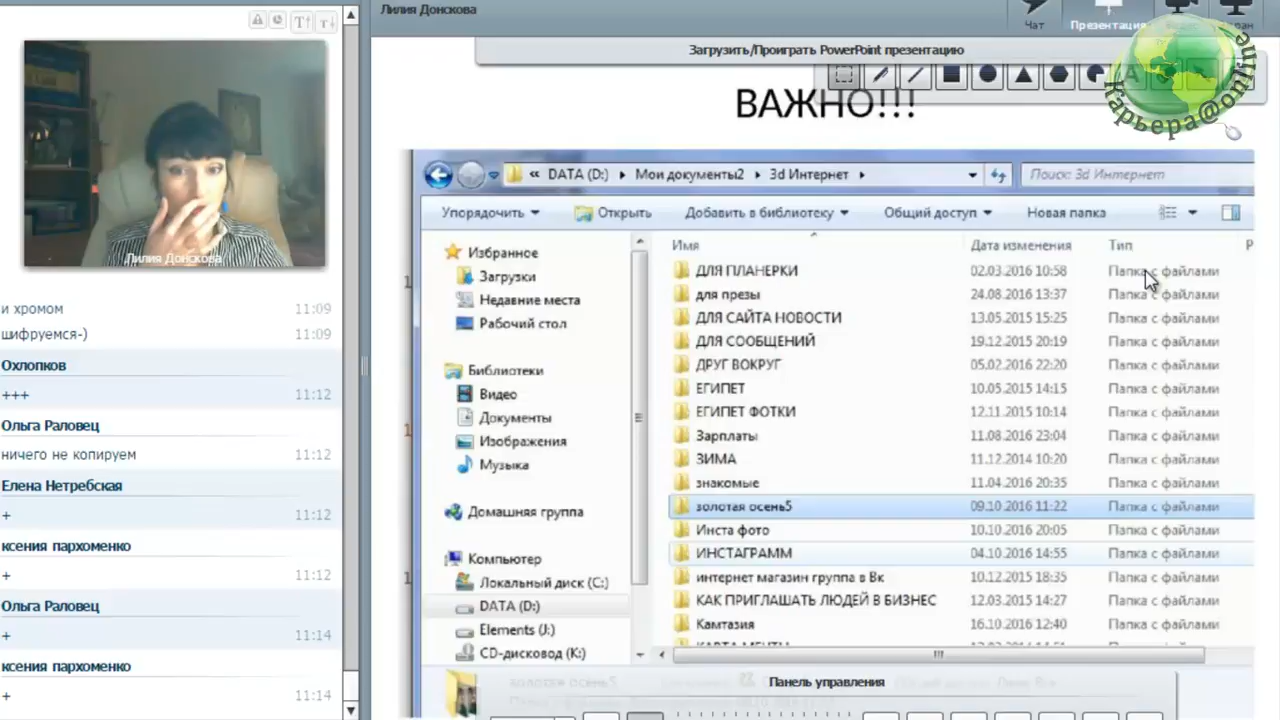 Лилия Донскова
Чат
Презентация
Загрузить/Проиграть PowerPoint презентацию
Карьера@online
ВАЖНО!!!
Лилия Донскова
и хромом 11:09
шифруемся-) 11:09
Охлопков
+++ 11:12
Ольга Раловец
ничего не копируем 11:12
Елена Нетребская
+ 11:12
ксения пархоменко
+ 11:12
Ольга Раловец
+ 11:14
ксения пархоменко
+ 11:14
« DATA (D:) ▸ Мои документы2 ▸ 3d Интернет ▸
Поиск: 3d Интернет
Упорядочить Открыть Добавить в библиотеку Общий доступ Новая папка
Избранное
Загрузки
Недавние места
Рабочий стол
Библиотеки
Видео
Документы
Изображения
Музыка
Домашняя группа
Компьютер
Локальный диск (C:)
DATA (D:)
Elements (J:)
CD-дисковод (K:)
Имя Дата изменения Тип Р
ДЛЯ ПЛАНЕРКИ 02.03.2016 10:58 Папка с файлами
для презы 24.08.2016 13:37 Папка с файлами
ДЛЯ САЙТА НОВОСТИ 13.05.2015 15:25 Папка с файлами
ДЛЯ СООБЩЕНИЙ 19.12.2015 20:19 Папка с файлами
ДРУГ ВОКРУГ 05.02.2016 22:20 Папка с файлами
ЕГИПЕТ 10.05.2015 14:15 Папка с файлами
ЕГИПЕТ ФОТКИ 12.11.2015 10:14 Папка с файлами
Зарплаты 11.08.2016 23:04 Папка с файлами
ЗИМА 11.12.2014 10:20 Папка с файлами
знакомые 11.04.2016 20:35 Папка с файлами
золотая осень5 09.10.2016 11:22 Папка с файлами
Инста фото 10.10.2016 20:05 Папка с файлами
ИНСТАГРАММ 04.10.2016 14:55 Папка с файлами
интернет магазин группа в Вк 10.12.2015 18:35 Папка с файлами
КАК ПРИГЛАШАТЬ ЛЮДЕЙ В БИЗНЕС 12.03.2015 14:27 Папка с файлами
Камтазия 16.10.2016 12:40 Папка с файлами
золотая осень5
Панель управления